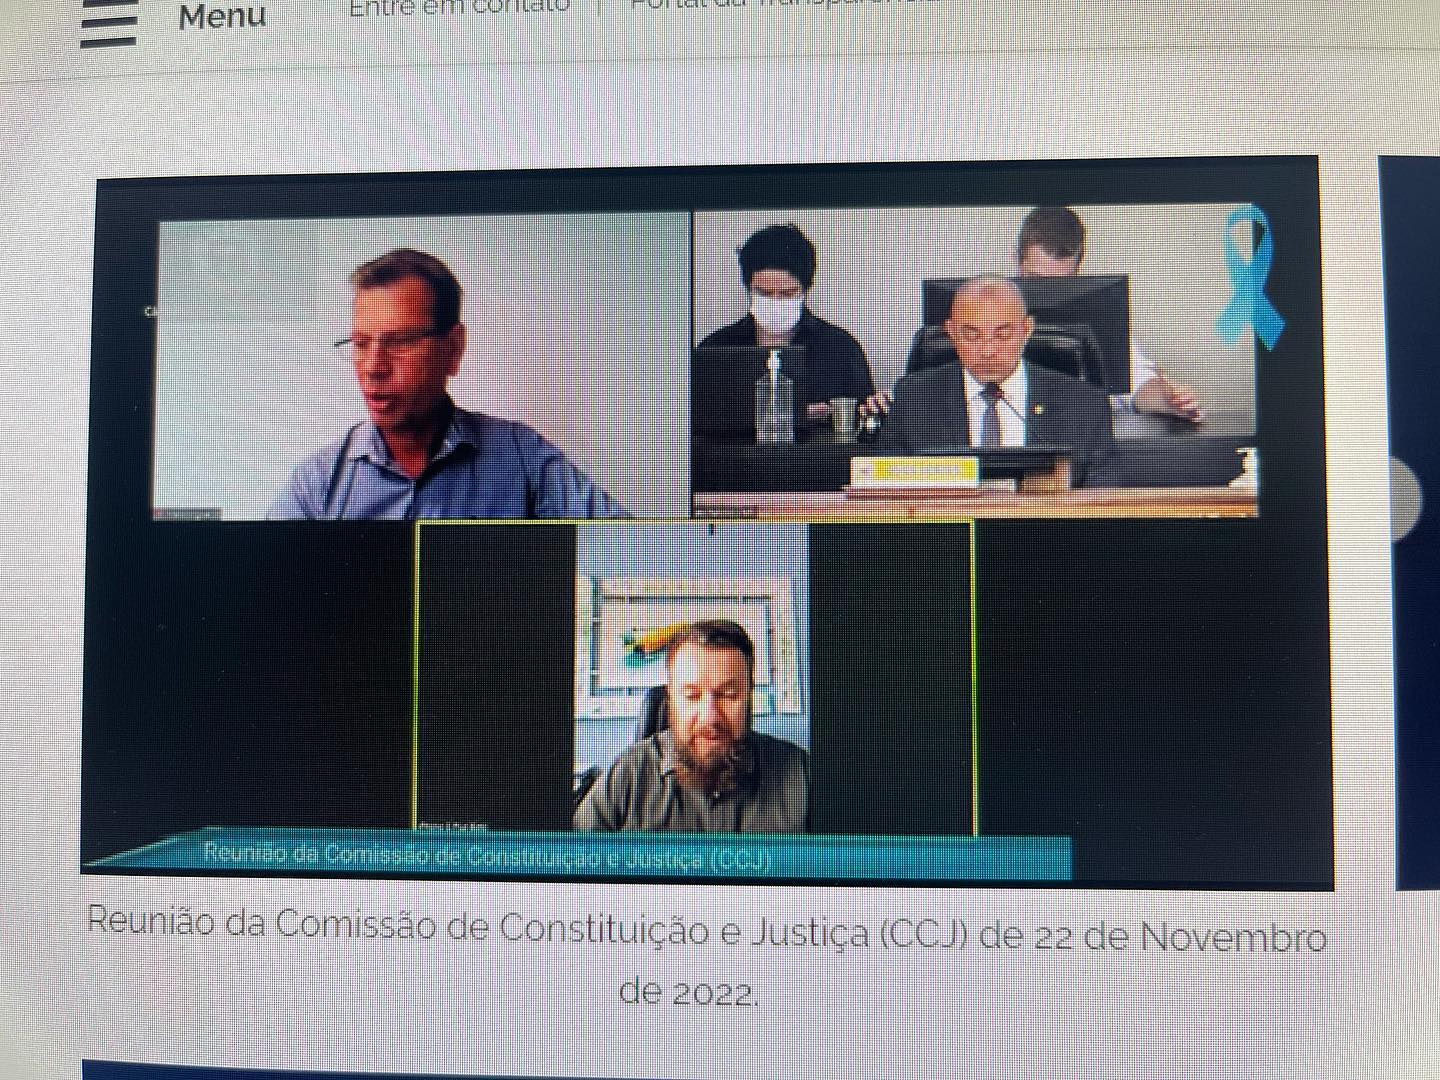 Menu
Entre em contato | Portal da Transparência
Reunião da Comissão de Constituição e Justiça (CCJ)
Reunião da Comissão de Constituição e Justiça (CCJ) de 22 de Novembro
de 2022.